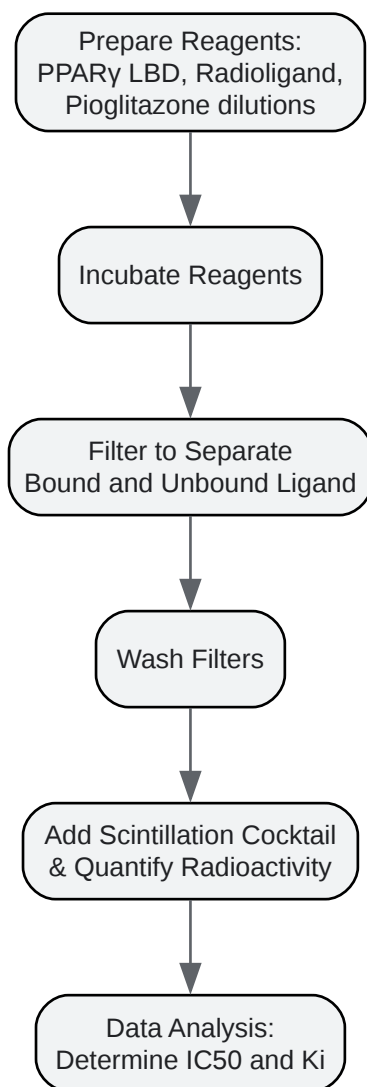 Prepare Reagents:
PPARγ LBD, Radioligand,
Pioglitazone dilutions
Incubate Reagents
Filter to Separate
Bound and Unbound Ligand
Wash Filters
Add Scintillation Cocktail
& Quantify Radioactivity
Data Analysis:
Determine IC50 and Ki